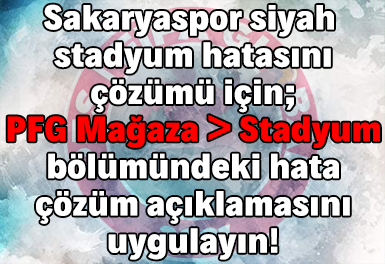 Sakaryaspor siyah
stadyum hatasını
çözümü için;
PFG Mağaza > Stadyum
bölümündeki hata
çözüm açıklamasını
uygulayın!